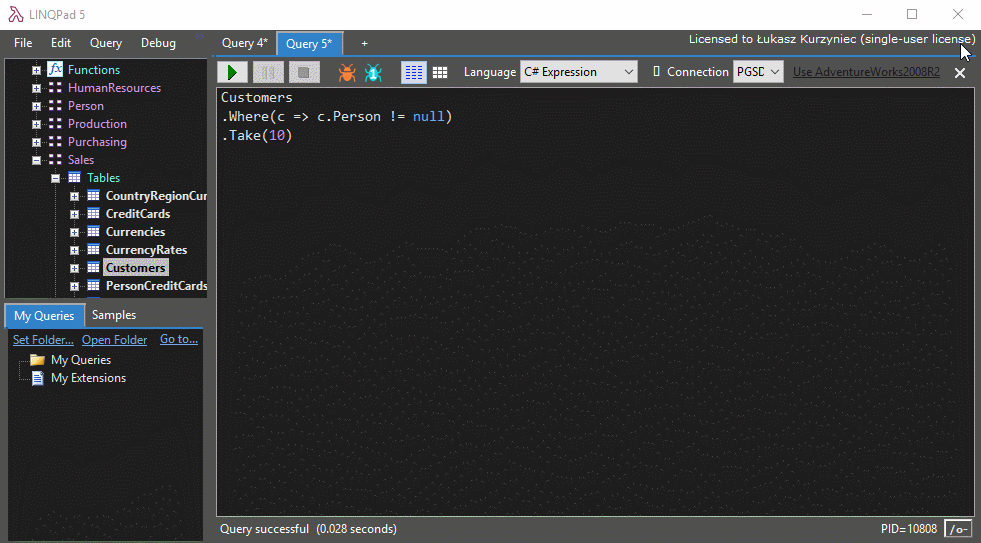 LINQPad 5
File Edit Query Debug
Query 4* Query 5* +
Licensed to Łukasz Kurzyniec (single-user license)
Language C# Expression Connection PGSD Use AdventureWorks2008R2
Functions
HumanResources
Person
Production
Purchasing
Sales
Tables
CountryRegionCur
CreditCards
Currencies
CurrencyRates
Customers
PersonCreditCards
Customers
.Where(c => c.Person != null)
.Take(10)
My Queries Samples
Set Folder... Open Folder Go to...
My Queries
My Extensions
Query successful (0.028 seconds)
PID=10808 /o-